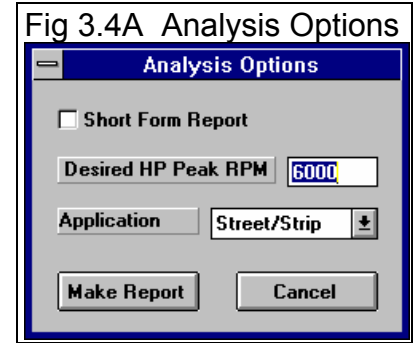 Fig 3.4A  Analysis Options
Analysis Options
Short Form Report
Desired HP Peak RPM 6000
Application Street/Strip
Make Report Cancel